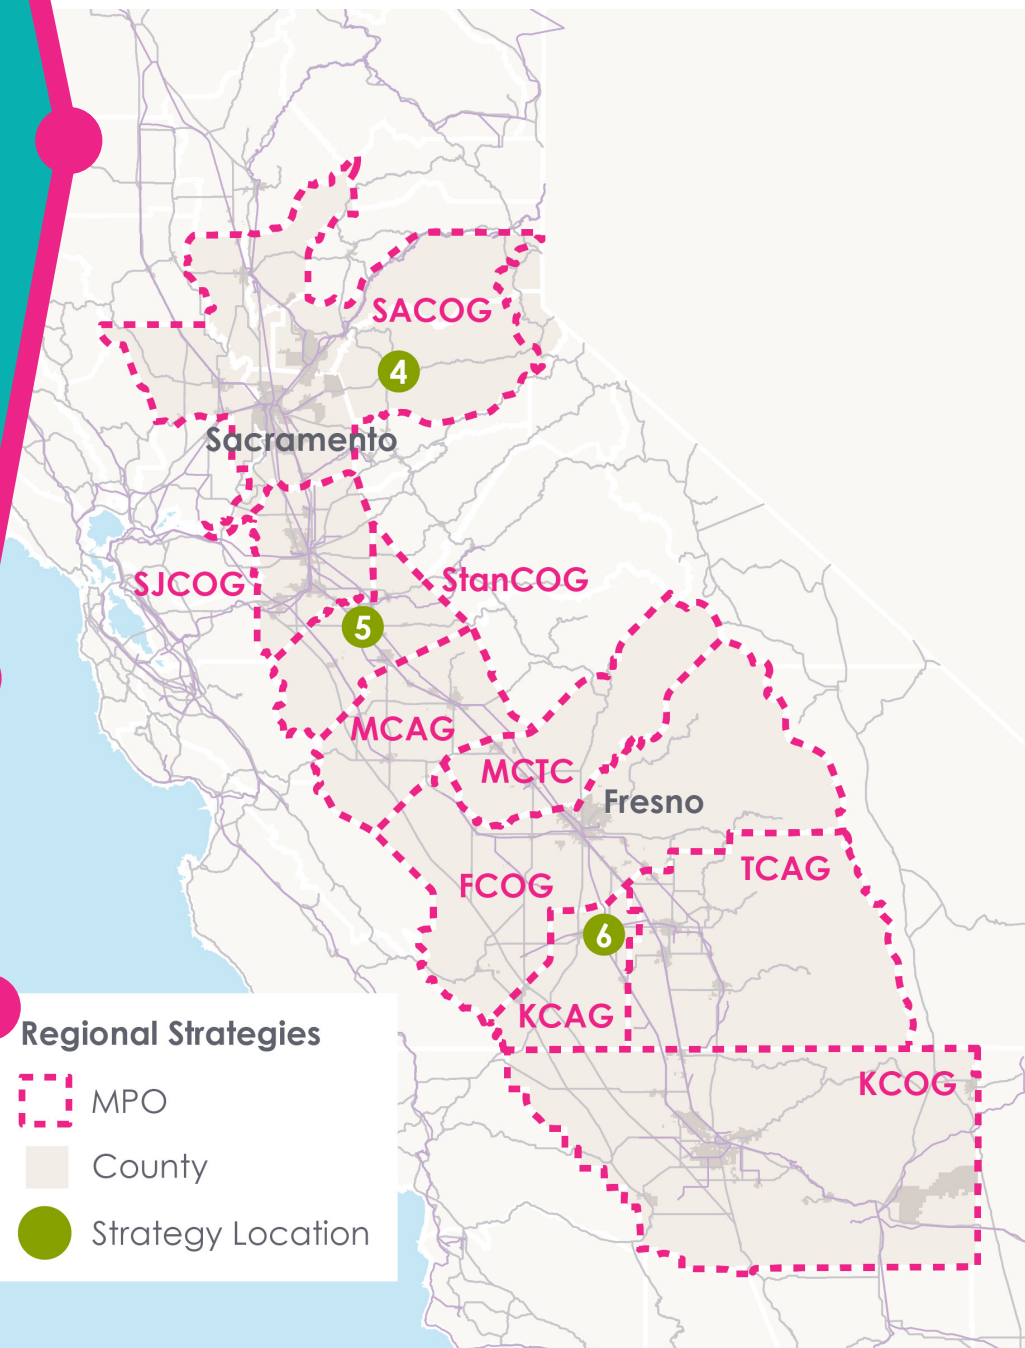 SACOG
4
Sacramento
SJCOG
StanCOG
5
MCAG
MCTC
Fresno
TCAG
FCOG
6
KCAG
KCOG
Regional Strategies
MPO
County
Strategy Location